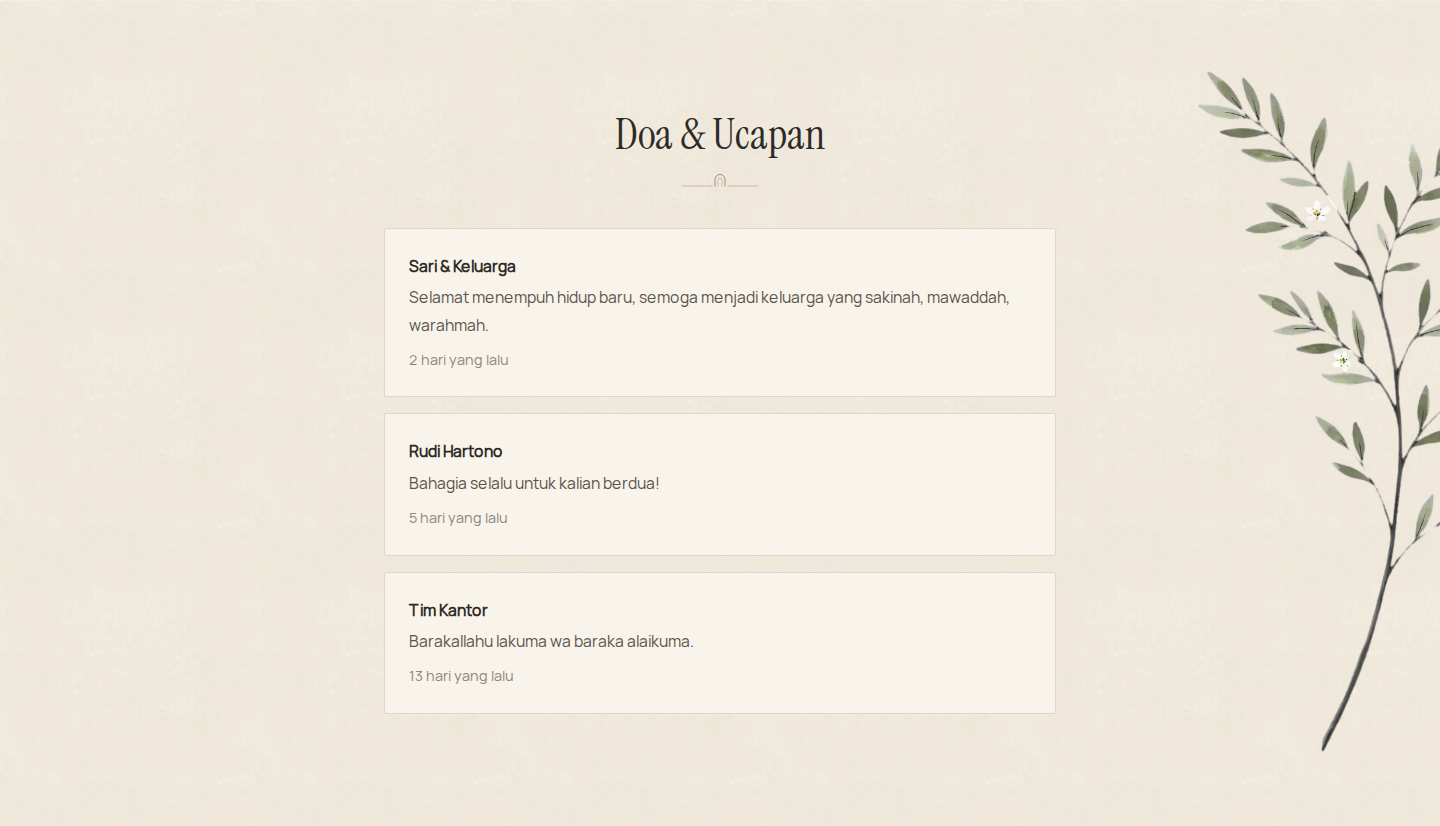 Doa & Ucapan
Sari & Keluarga
Selamat menempuh hidup baru, semoga menjadi keluarga yang sakinah, mawaddah,
warahmah.
2 hari yang lalu
Rudi Hartono
Bahagia selalu untuk kalian berdua!
5 hari yang lalu
Tim Kantor
Barakallahu lakuma wa baraka alaikuma.
13 hari yang lalu